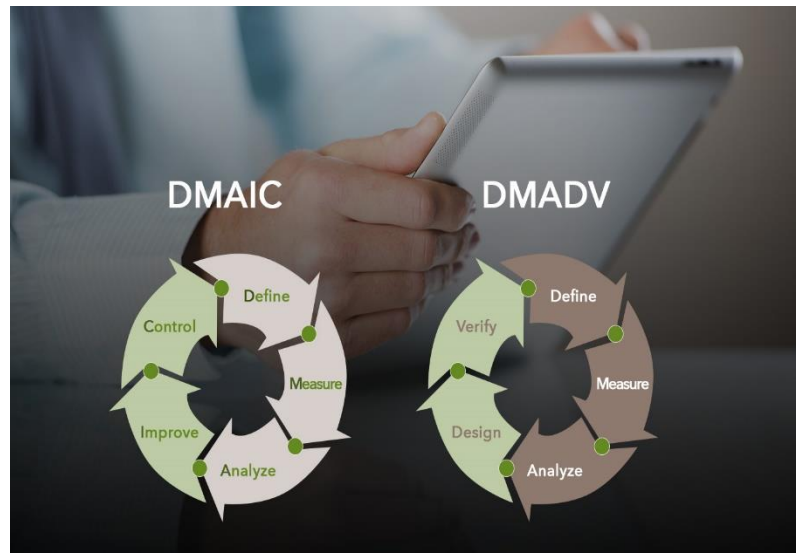 DMAIC
Define
Measure
Analyze
Improve
Control
DMADV
Define
Measure
Analyze
Design
Verify